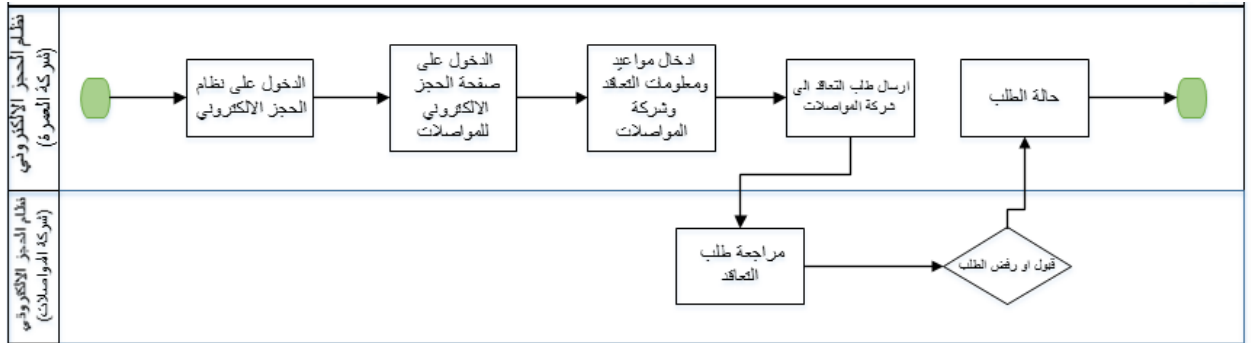 نظام الحجز الالكتروني
(شركة العمرة)
الدخول على نظام
الحجز الالكتروني
الدخول على
صفحة الحجز
الالكتروني
للمواصلات
ادخال مواعيد
ومعلومات التعاقد
وشركة
المواصلات
ارسال طلب التعاقد الى
شركة المواصلات
حالة الطلب
نظام الحجز الالكتروني
(شركة المواصلات)
مراجعة طلب
التعاقد
قبول او رفض الطلب